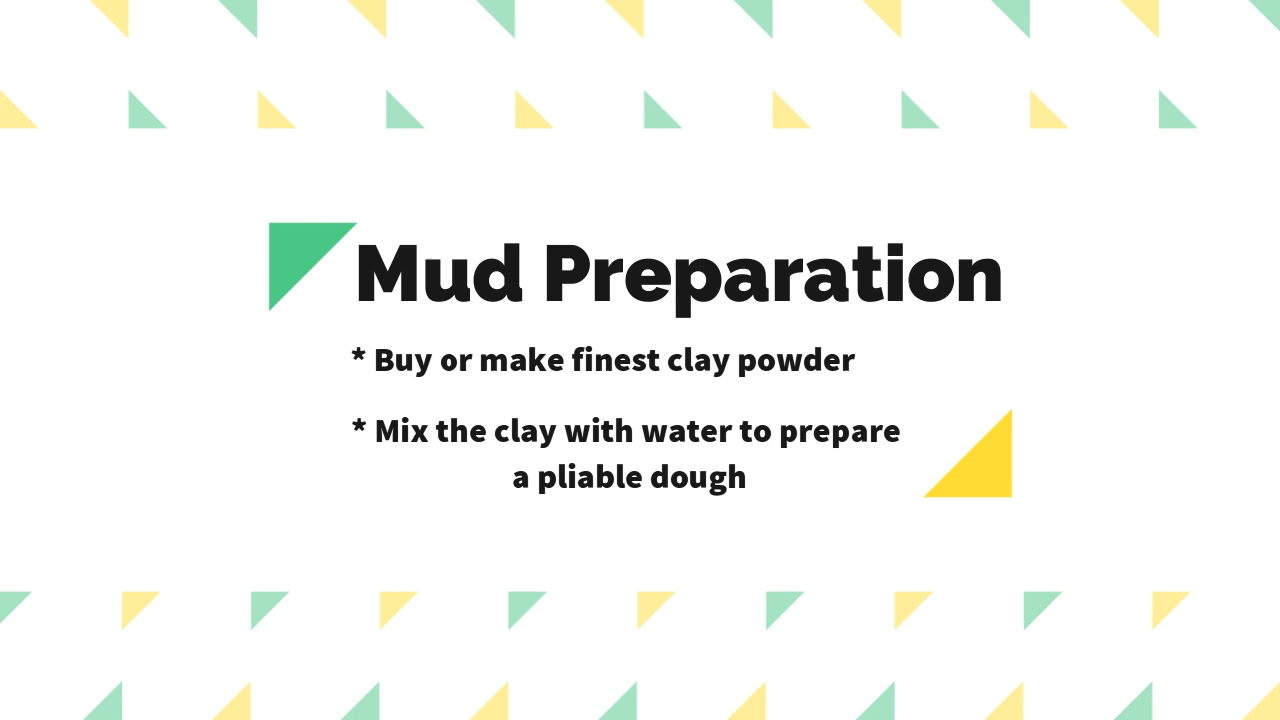 Mud Preparation
* Buy or make finest clay powder
* Mix the clay with water to prepare
a pliable dough